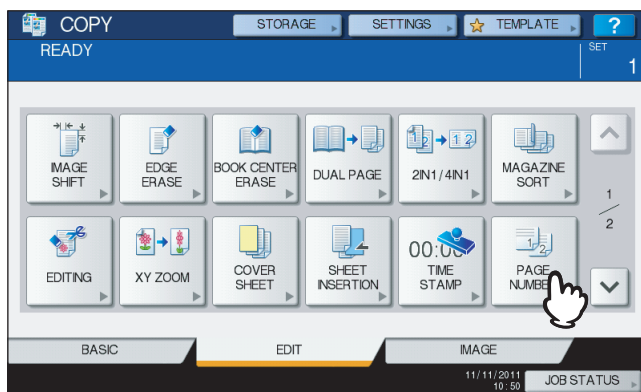 COPY
STORAGE
SETTINGS
TEMPLATE
?
READY
SET
1
IMAGE
SHIFT
EDGE
ERASE
BOOK CENTER
ERASE
DUAL PAGE
2IN1/4IN1
MAGAZINE
SORT
1
2
EDITING
XY ZOOM
COVER
SHEET
SHEET
INSERTION
00:00
TIME
STAMP
PAGE
NUMBER
BASIC
EDIT
IMAGE
11/11/2011
10:50
JOB STATUS